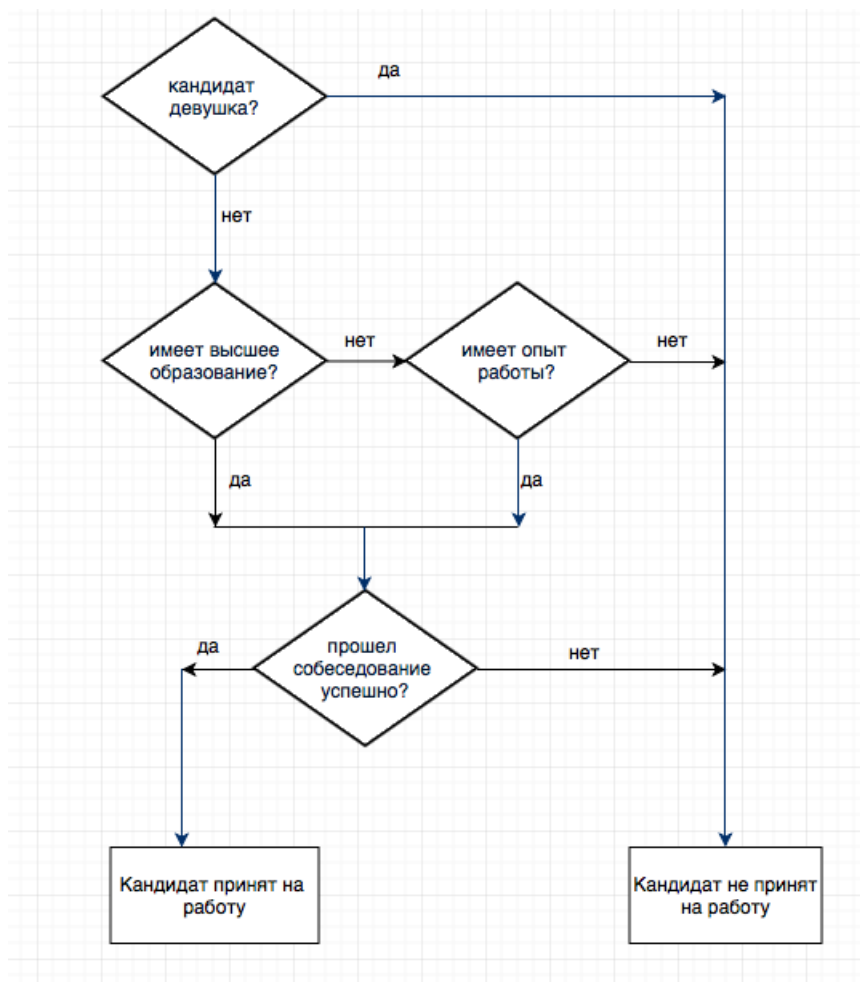 да
кандидат
девушка?
нет
имеет высшее
образование?
нет
имеет опыт
работы?
нет
да
да
да
прошел
собеседование
успешно?
нет
Кандидат принят на
работу
Кандидат не принят
на работу